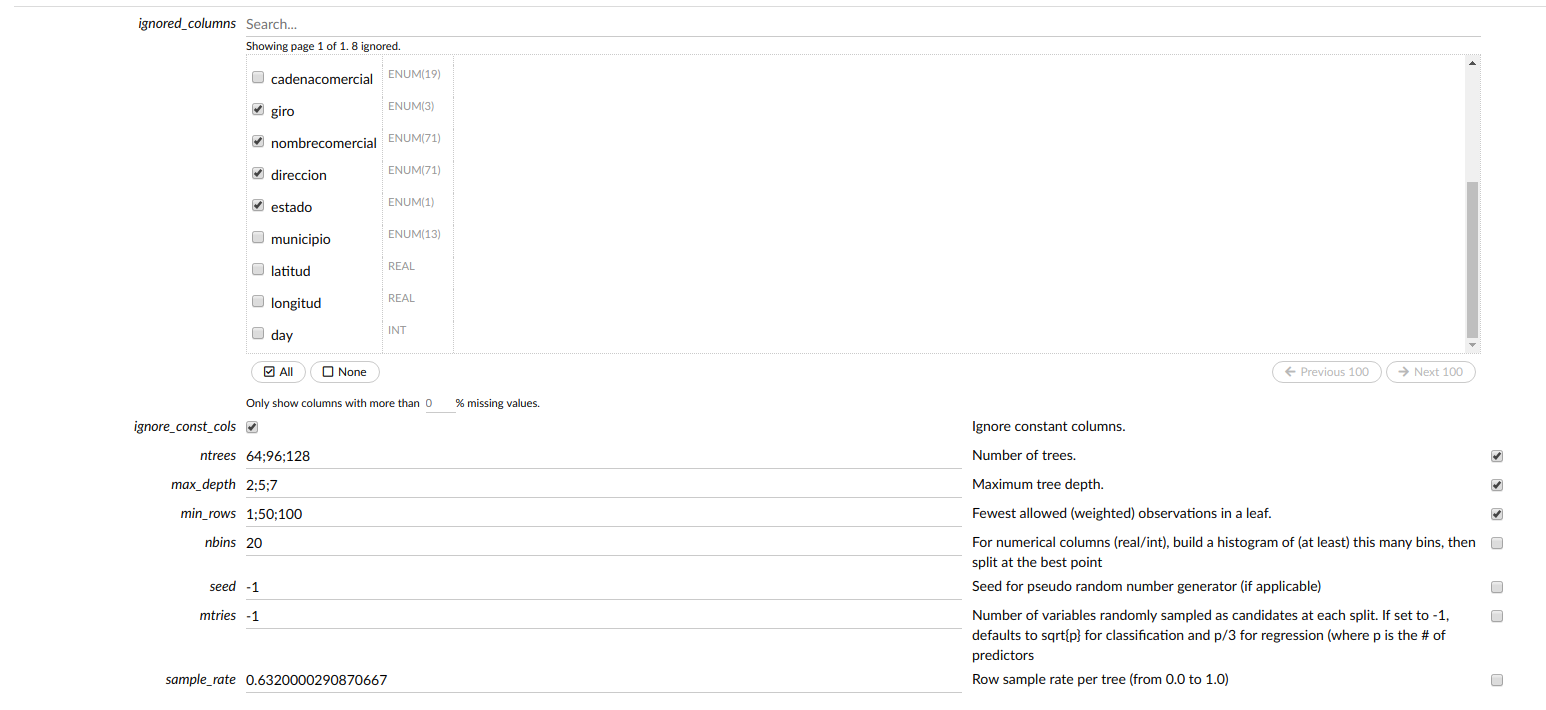 ignored_columns Search...
Showing page 1 of 1. 8 ignored.
cadenacomercial ENUM(19)
giro ENUM(3)
nombrecomercial ENUM(71)
direccion ENUM(71)
estado ENUM(1)
municipio ENUM(13)
latitud REAL
longitud REAL
day INT
All None Previous 100 Next 100
Only show columns with more than 0 % missing values.
ignore_const_cols Ignore constant columns.
ntrees 64;96;128 Number of trees.
max_depth 2;5;7 Maximum tree depth.
min_rows 1;50;100 Fewest allowed (weighted) observations in a leaf.
nbins 20 For numerical columns (real/int), build a histogram of (at least) this many bins, then
split at the best point
seed -1 Seed for pseudo random number generator (if applicable)
mtries -1 Number of variables randomly sampled as candidates at each split. If set to -1,
defaults to sqrt{p} for classification and p/3 for regression (where p is the # of
predictors
sample_rate 0.6320000290870667 Row sample rate per tree (from 0.0 to 1.0)